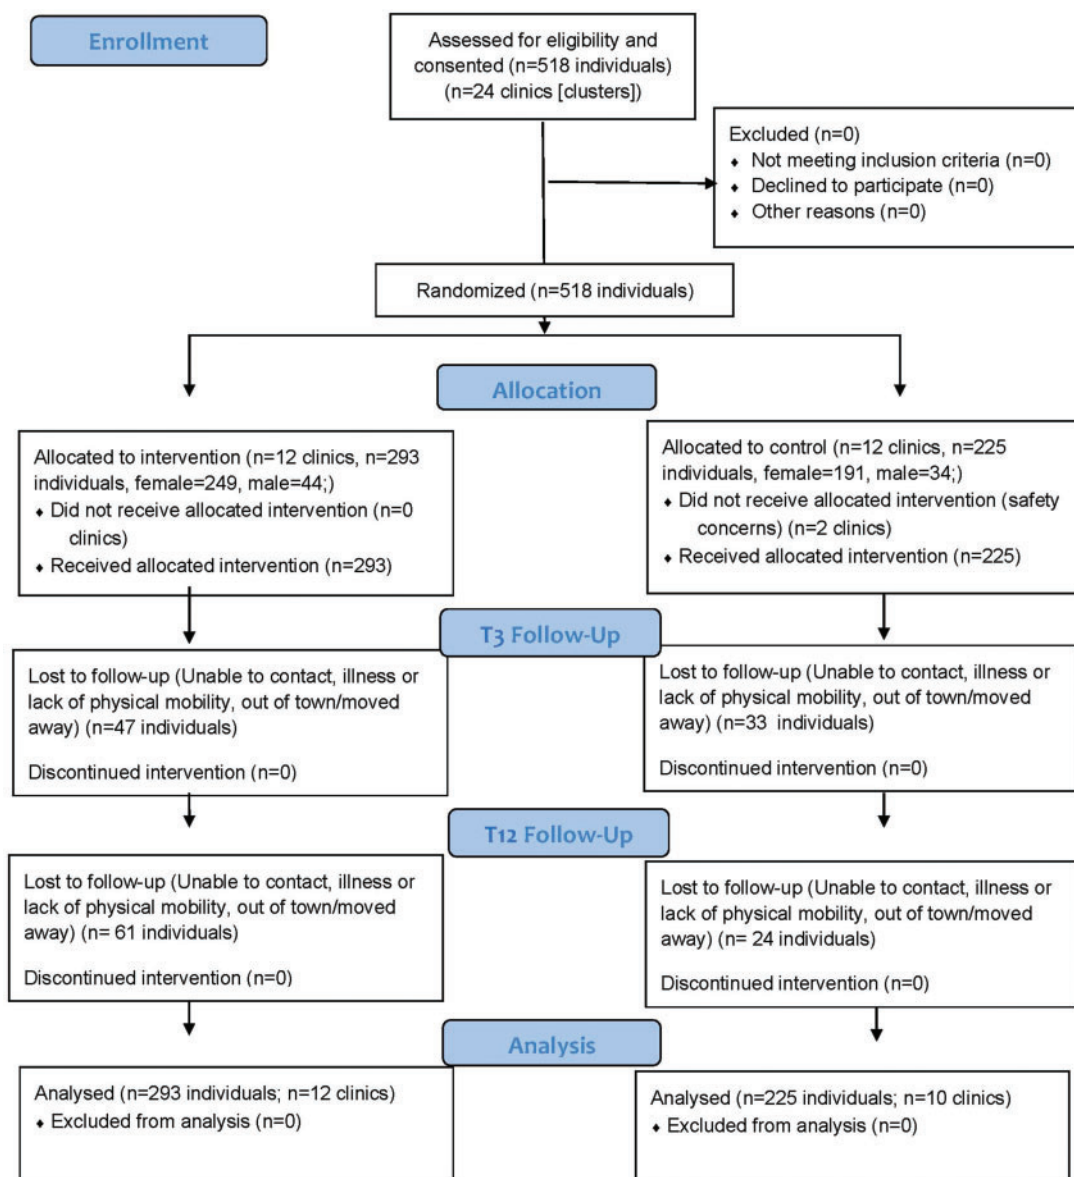 Enrollment
Assessed for eligibility and
consented (n=518 individuals)
(n=24 clinics [clusters])
Excluded (n=0)
♦ Not meeting inclusion criteria (n=0)
♦ Declined to participate (n=0)
♦ Other reasons (n=0)
Randomized (n=518 individuals)
Allocation
Allocated to intervention (n=12 clinics, n=293
individuals, female=249, male=44;)
♦ Did not receive allocated intervention (n=0
clinics)
♦ Received allocated intervention (n=293)
Allocated to control (n=12 clinics, n=225
individuals, female=191, male=34;)
♦ Did not receive allocated intervention (safety
concerns) (n=2 clinics)
♦ Received allocated intervention (n=225)
T3 Follow-Up
Lost to follow-up (Unable to contact, illness or
lack of physical mobility, out of town/moved
away) (n=47 individuals)
Discontinued intervention (n=0)
Lost to follow-up (Unable to contact, illness or
lack of physical mobility, out of town/moved
away) (n=33 individuals)
Discontinued intervention (n=0)
T12 Follow-Up
Lost to follow-up (Unable to contact, illness or
lack of physical mobility, out of town/moved
away) (n= 61 individuals)
Discontinued intervention (n=0)
Lost to follow-up (Unable to contact, illness or
lack of physical mobility, out of town/moved
away) (n= 24 individuals)
Discontinued intervention (n=0)
Analysis
Analysed (n=293 individuals; n=12 clinics)
♦ Excluded from analysis (n=0)
Analysed (n=225 individuals; n=10 clinics)
♦ Excluded from analysis (n=0)